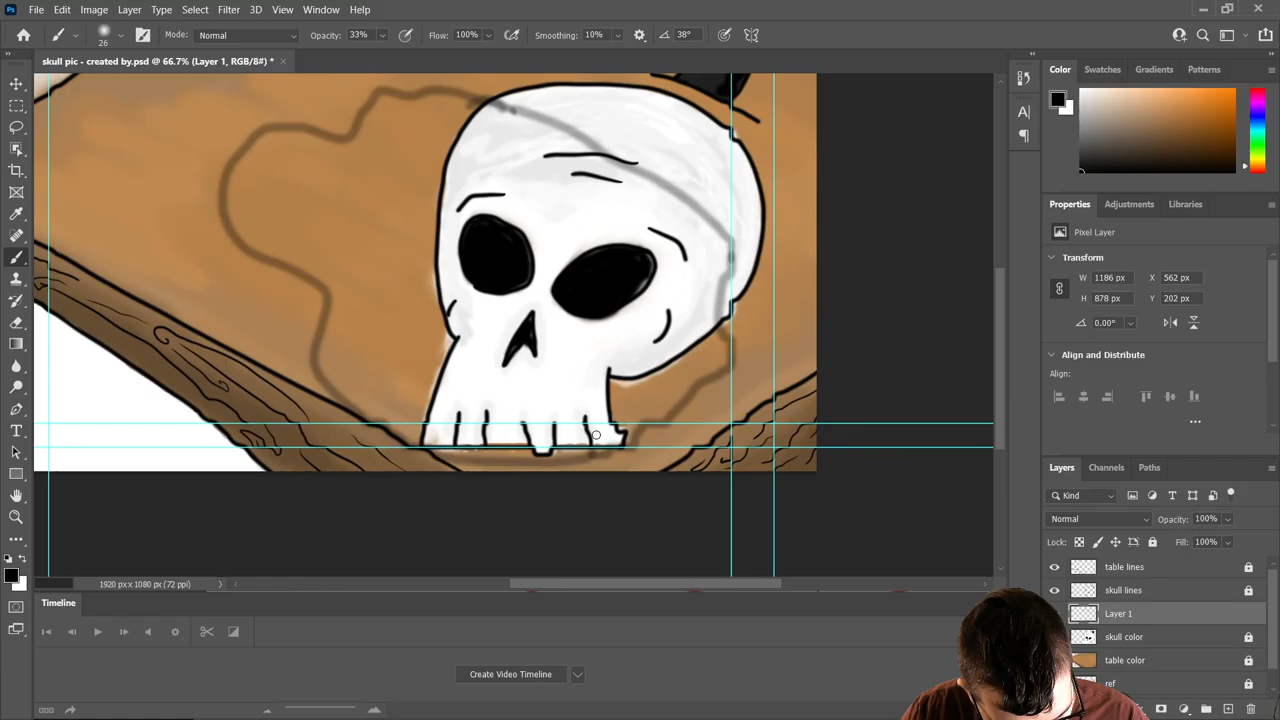 Ps File Edit Image Layer Type Select Filter 3D View Window Help
26 Mode: Normal Opacity: 33% Flow: 100% Smoothing: 10% 38°
skull pic - created by.psd @ 66.7% (Layer 1, RGB/8#) *
Color Swatches Gradients Patterns
Properties Adjustments Libraries
Pixel Layer
Transform
W 1186 px X 562 px
H 878 px Y 202 px
0.00°
Align and Distribute
Align:
Layers Channels Paths
Kind
Normal Opacity: 100%
Lock: Fill: 100%
table lines
skull lines
Layer 1
skull color
table color
ref
1920 px x 1080 px (72 ppi)
Timeline
Create Video Timeline